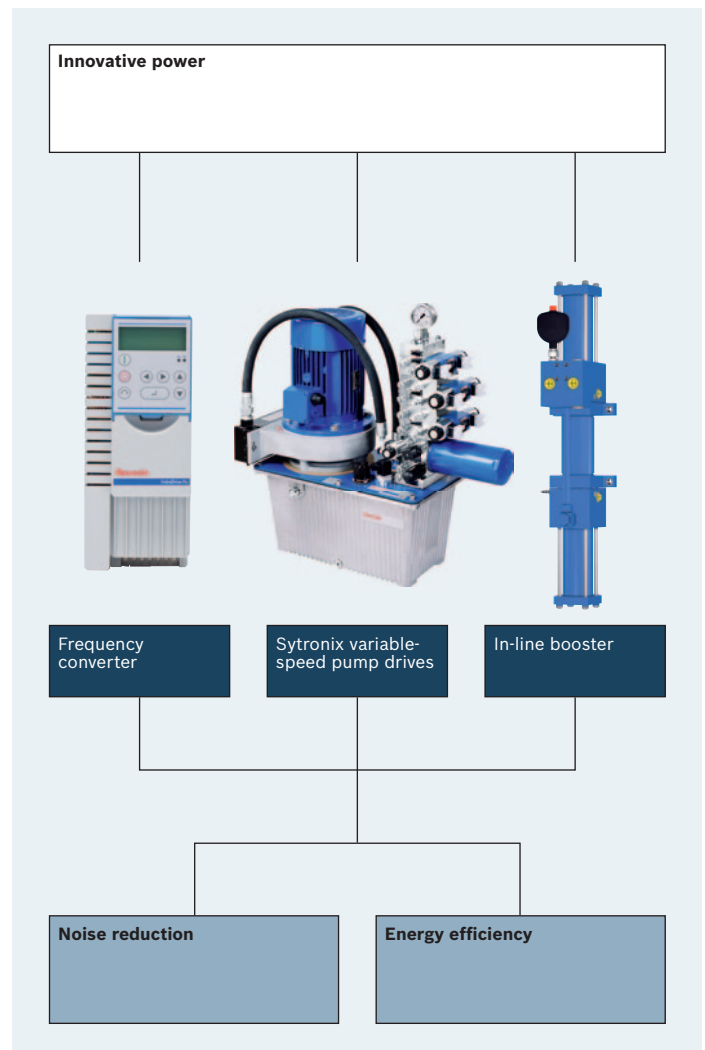 Innovative power
Frequency
converter
Sytronix variable-
speed pump drives
In-line booster
Noise reduction
Energy efficiency